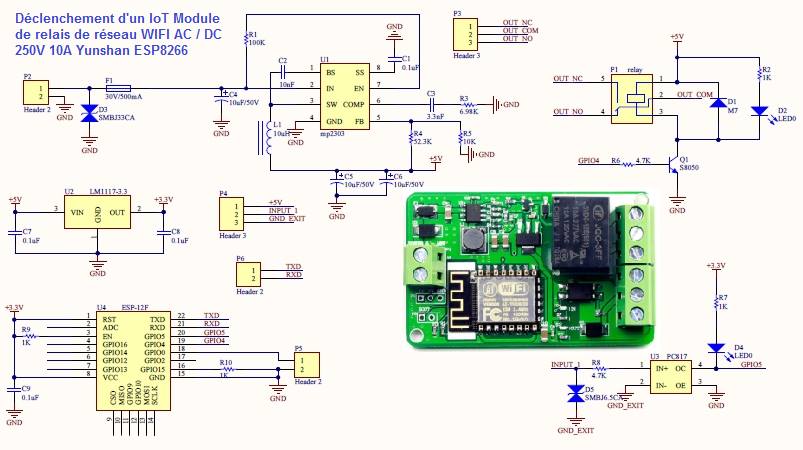 Déclenchement d'un IoT Module
de relais de réseau WIFI AC / DC
250V 10A Yunshan ESP8266
P2
1
2
Header 2
GND
D3
SMBJ33CA
GND
F1
30V/500mA
C4
10uF/50V
GND
R1
100K
C2
10nF
U1
1 BS SS 8
2 IN EN 7
3 SW COMP 6
4 GND FB 5
mp2303
GND
L1
10uH
C1
0.1uF
GND
C3
3.3nF
R3
6.98K
GND
R4
52.3K
R5
10K
GND
+5V
C5
10uF/50V
C6
10uF/50V
GND
P3
1 OUT_NC
2 OUT_COM
3 OUT_NO
Header 3
+5V
P1 relay
OUT_NC 5
OUT_NO 4
1
2 OUT_COM
3
D1
M7
R2
1K
D2
LED0
GPIO4
R6 4.7K
Q1
S8050
GND
U2 LM1117-3.3
+5V
3 VIN OUT 2
GND
1
+3.3V
C7
0.1uF
C8
0.1uF
GND
P4
1 +5V
2 INPUT_1
3 GND_EXIT
Header 3
P6
1 TXD
2 RXD
Header 2
+3.3V
R9
1K
C9
0.1uF
GND
U4 ESP-12F
1 RST TXD 22 TXD
2 ADC RXD 21 RXD
3 EN GPIO5 20 GPIO5
4 GPIO16 GPIO4 19 GPIO4
5 GPIO14 GPIO0 18
6 GPIO12 GPIO2 17
7 GPIO13 GPIO15 16
8 VCC GND 15
CSO
MISO
GPIO9
GPIO10
MOSI
SCLK
9
10
11
12
13
14
R10
1K
GND
P5
1
2
Header 2
WiFi
+3.3V
R7
1K
D4
LED0
GPIO5
INPUT_1
R8
4.7K
D5
SMBJ6.5CA
GND_EXIT
U3 PC817
1 IN+ OC 4
2 IN- OE 3
GND_EXIT
GND